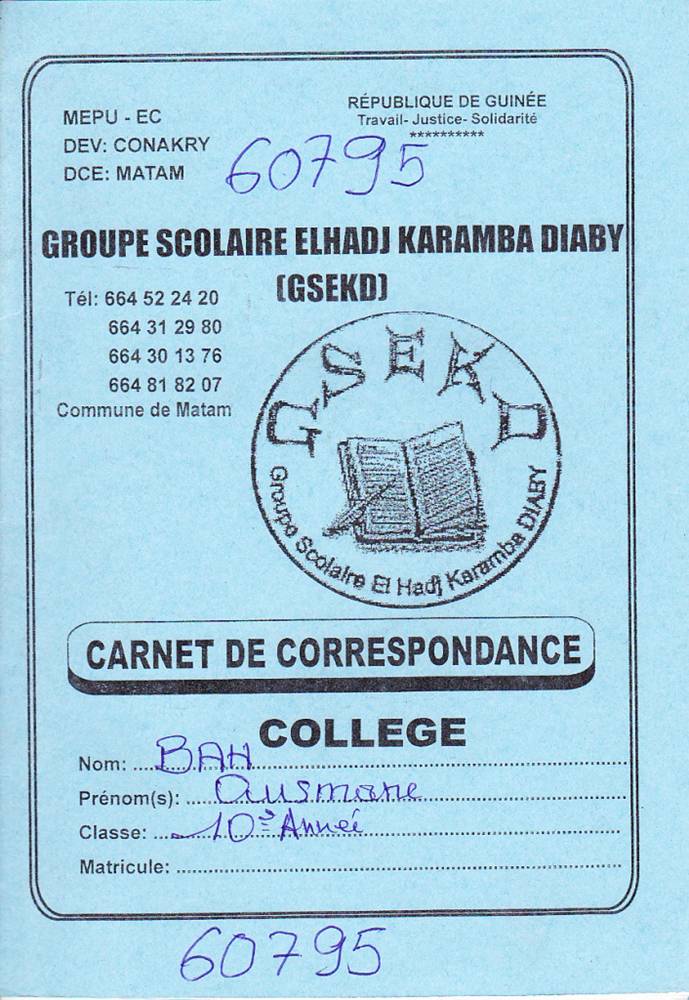 MEPU - EC
DEV: CONAKRY
DCE: MATAM
RÉPUBLIQUE DE GUINÉE
Travail- Justice- Solidarité
**********
60795
GROUPE SCOLAIRE ELHADJ KARAMBA DIABY
(GSEKD)
Tél: 664 52 24 20
664 31 29 80
664 30 13 76
664 81 82 07
Commune de Matam
GSEKD
Groupe Scolaire El Hadj Karamba DIABY
CARNET DE CORRESPONDANCE
COLLEGE
Nom: BAH
Prénom(s): Ousmane
Classe: 10è Année
Matricule:
60795